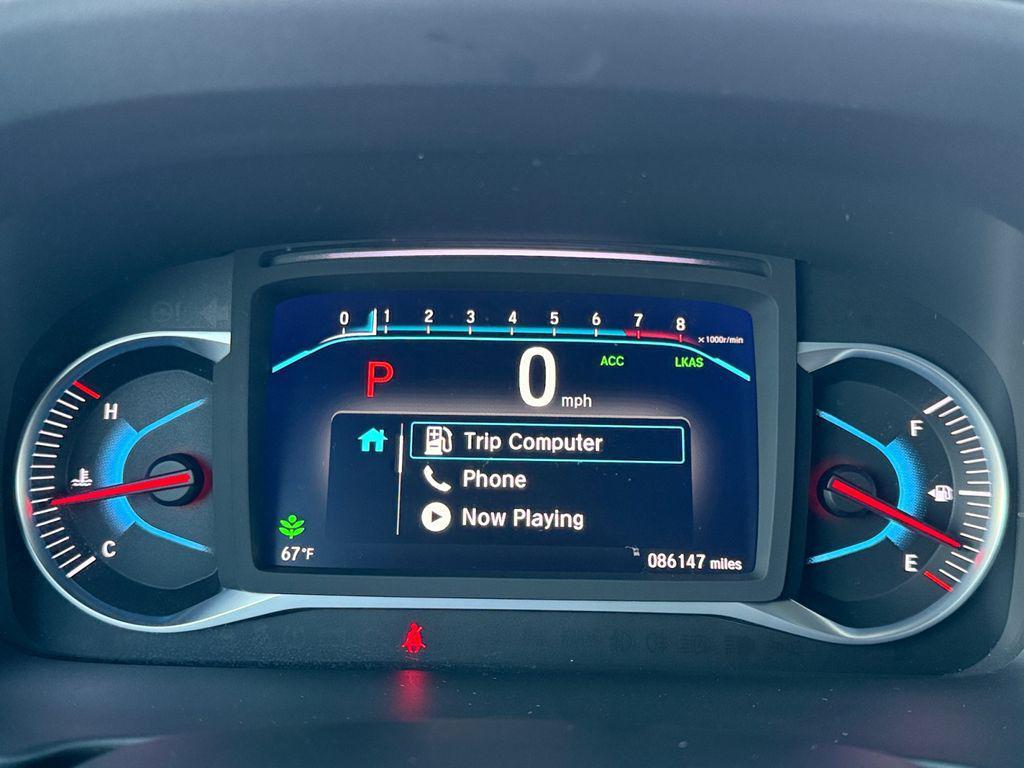 0 1 2 3 4 5 6 7 8 x1000r/min
P 0 mph ACC LKAS
H
C
Trip Computer
Phone
Now Playing
67°F
086147 miles
F
E